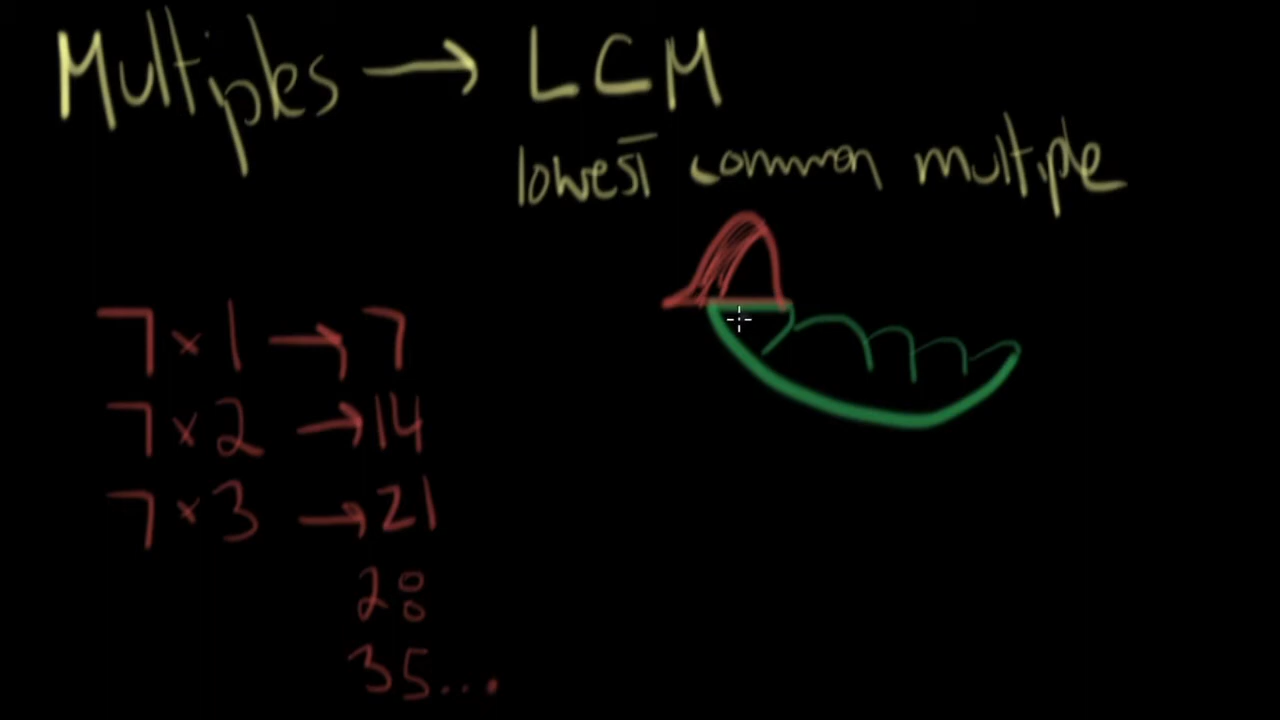 Multiples → LCM
lowest common multiple
7 × 1 → 7
7 × 2 → 14
7 × 3 → 21
28
35...